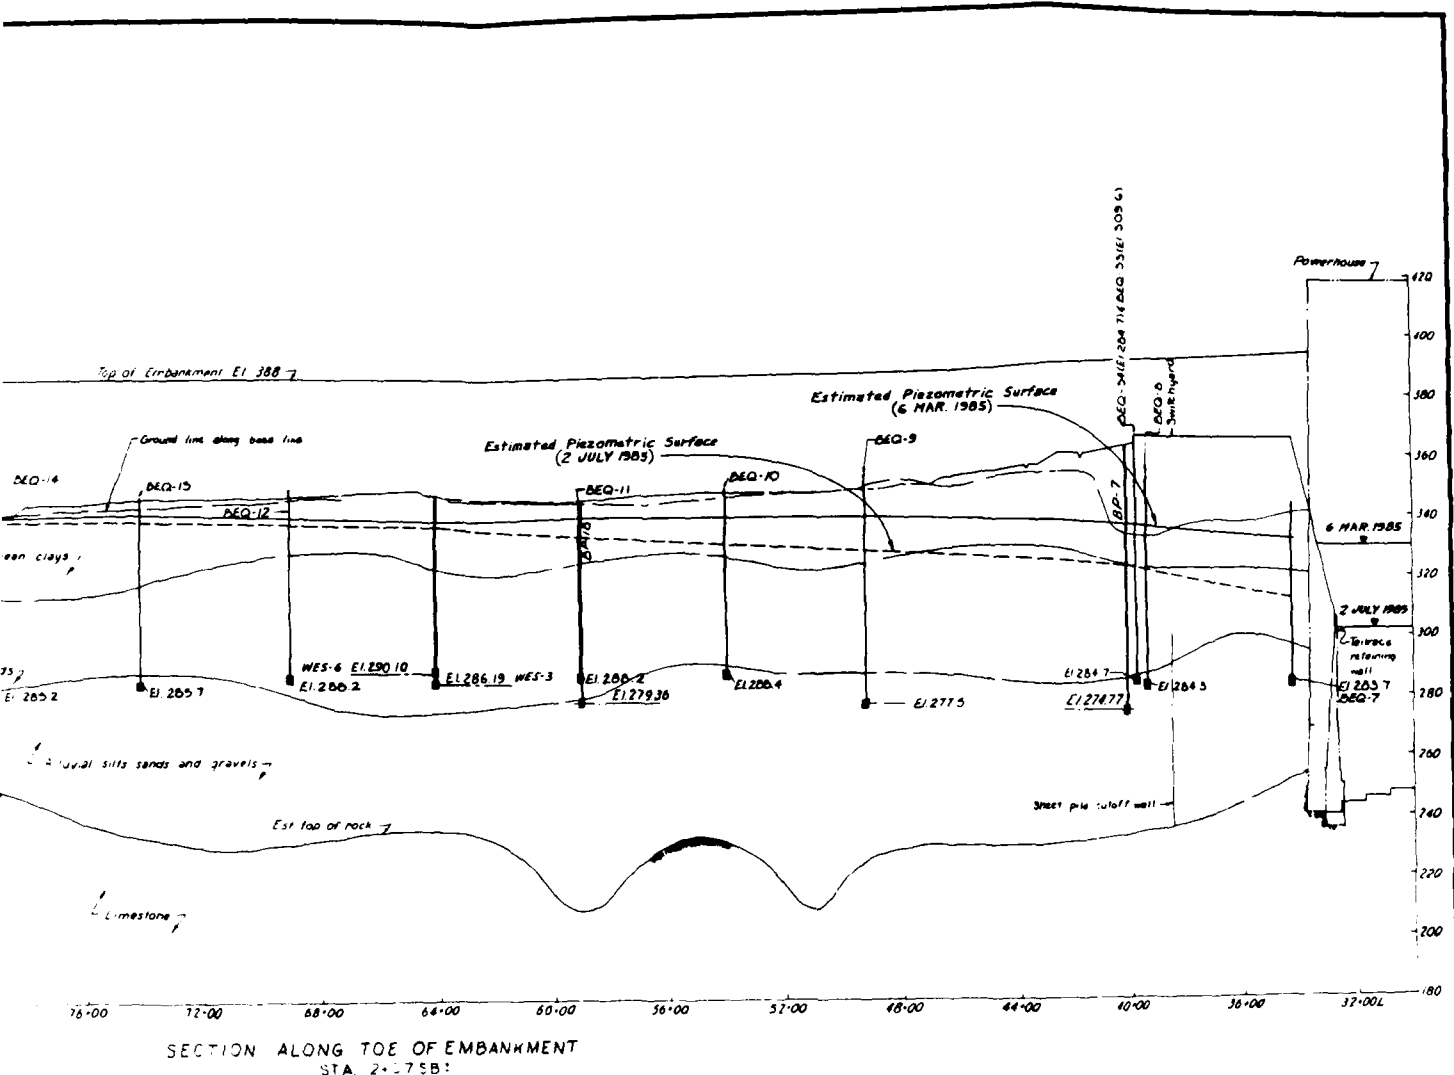 Powerhouse
420
400
380
360
340
320
300
280
260
240
220
200
180
Top of Embankment El. 388
Estimated Piezometric Surface
(6 MAR. 1985)
Estimated Piezometric Surface
(2 JULY 1985)
Ground line along base line
BEQ-14
BEQ-13
BEQ-12
BEQ-11
BEQ-10
BEQ-9
BP-7
BEQ-8
Switchyard
6 MAR. 1985
2 JULY 1985
Tailrace
retaining
wall
ean clays
El. 285.2
El. 285.7
WES-6 El. 290.10
El. 288.2
El. 286.19 WES-3
El. 288.2
El. 279.36
El. 288.4
El. 277.5
El. 284.7
El. 274.77
El. 284.5
El. 283.7
BEQ-7
silts sands and gravels
Est top of rock
Sheet pile cutoff wall
Limestone
76+00 72+00 68+00 64+00 60+00 56+00 52+00 48+00 44+00 40+00 36+00 32+00L
SECTION ALONG TOE OF EMBANKMENT
STA.